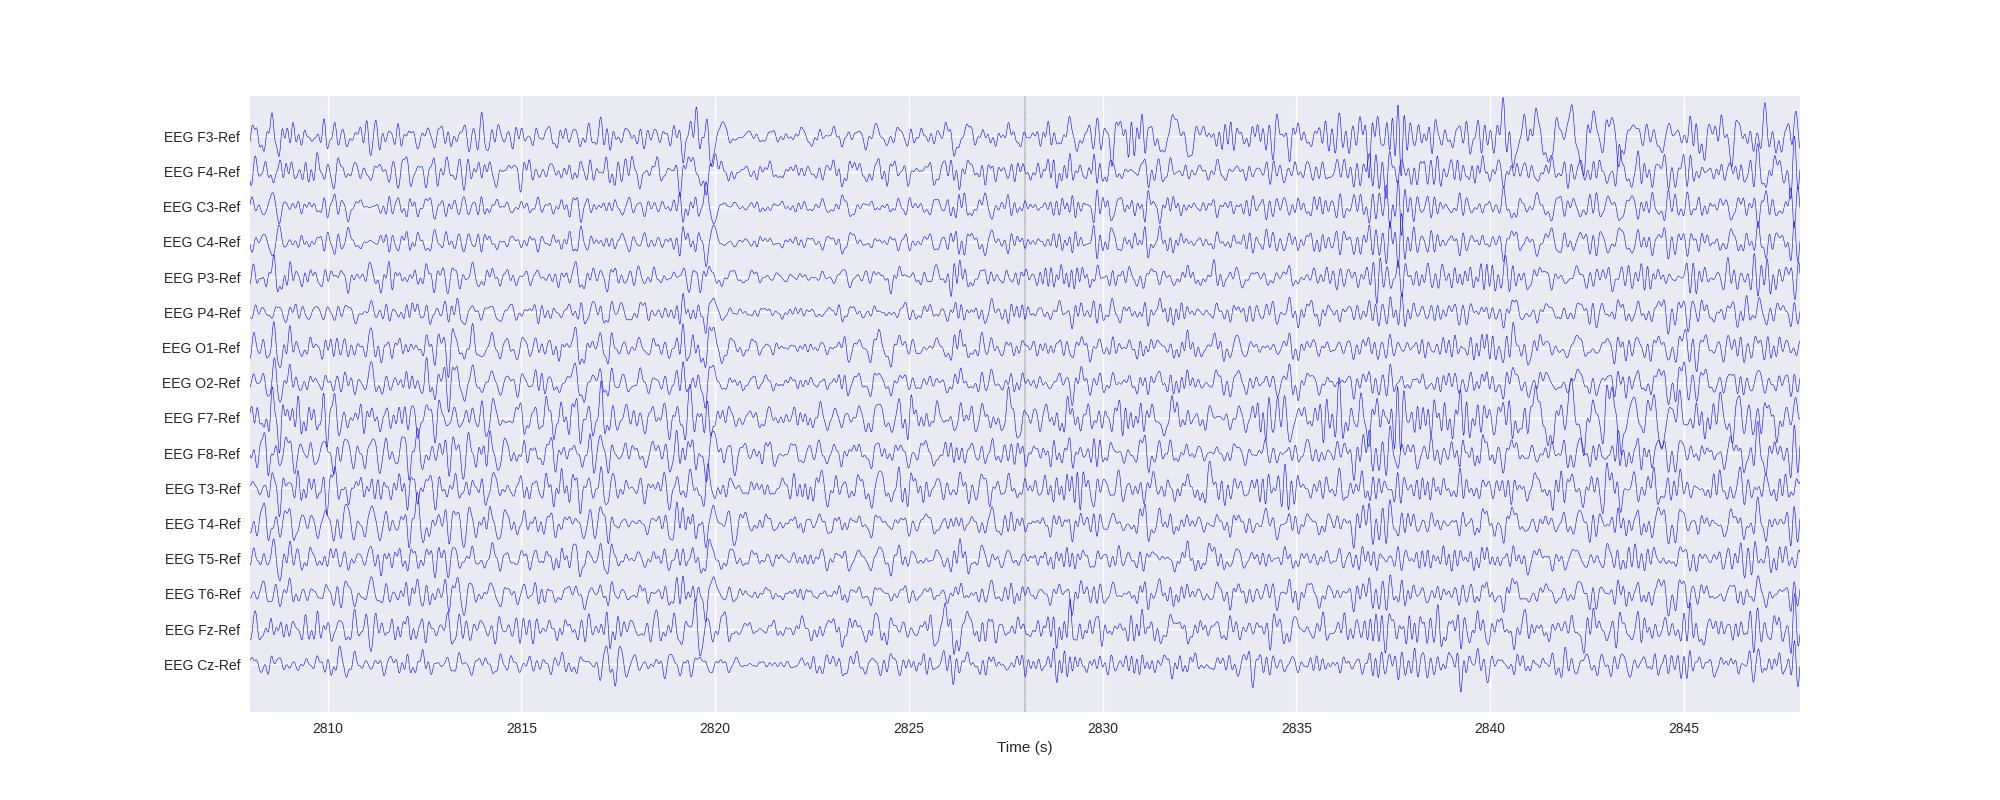 EEG F3-Ref
EEG F4-Ref
EEG C3-Ref
EEG C4-Ref
EEG P3-Ref
EEG P4-Ref
EEG O1-Ref
EEG O2-Ref
EEG F7-Ref
EEG F8-Ref
EEG T3-Ref
EEG T4-Ref
EEG T5-Ref
EEG T6-Ref
EEG Fz-Ref
EEG Cz-Ref
2810 2815 2820 2825 2830 2835 2840 2845
Time (s)